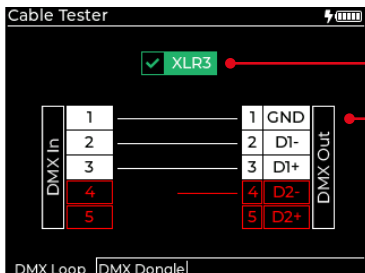 Cable Tester
XLR3
DMX In
1 1 GND
2 2 D1-
3 3 D1+
4 4 D2-
5 5 D2+
DMX Out
DMX Loop DMX Dongle